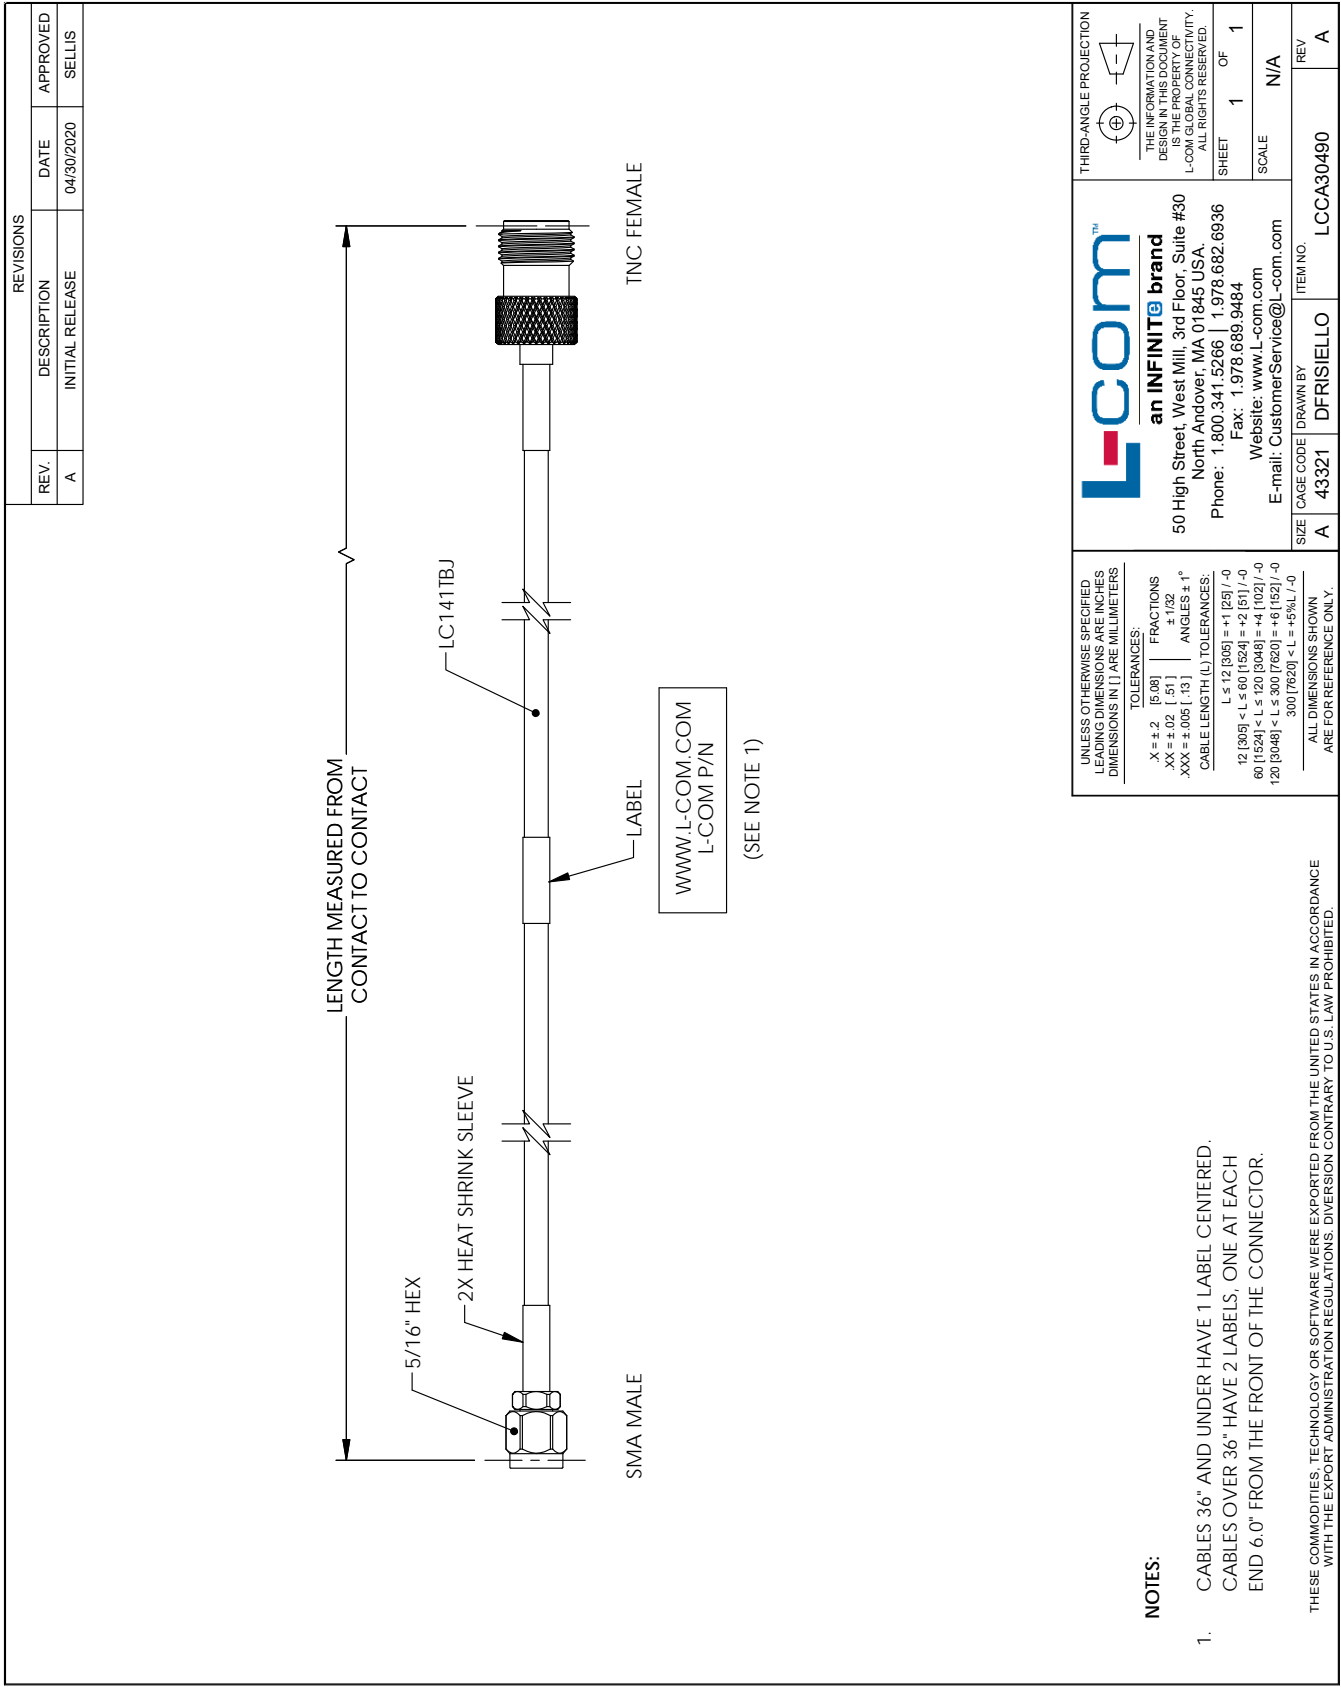 REVISIONS
REV. DESCRIPTION DATE APPROVED
A INITIAL RELEASE 04/30/2020 SELLIS
LENGTH MEASURED FROM
CONTACT TO CONTACT
5/16" HEX
2X HEAT SHRINK SLEEVE
LC141TBJ
SMA MALE
LABEL
TNC FEMALE
WWW.L-COM.COM
L-COM P/N
(SEE NOTE 1)
NOTES:
1. CABLES 36" AND UNDER HAVE 1 LABEL CENTERED.
CABLES OVER 36" HAVE 2 LABELS, ONE AT EACH
END 6.0" FROM THE FRONT OF THE CONNECTOR.
THESE COMMODITIES, TECHNOLOGY OR SOFTWARE WERE EXPORTED FROM THE UNITED STATES IN ACCORDANCE
WITH THE EXPORT ADMINISTRATION REGULATIONS. DIVERSION CONTRARY TO U.S. LAW PROHIBITED.
UNLESS OTHERWISE SPECIFIED
LEADING DIMENSIONS ARE INCHES
DIMENSIONS IN [ ] ARE MILLIMETERS
TOLERANCES:
.X = ±.2 [5.08] FRACTIONS
.XX = ±.02 [.51] ± 1/32
.XXX = ±.005 [.13] ANGLES ± 1°
CABLE LENGTH (L) TOLERANCES:
L ≤ 12 [305] = +1 [25] / -0
12 [305] < L ≤ 60 [1524] = +2 [51] / -0
60 [1524] < L ≤ 120 [3048] = +4 [102] / -0
120 [3048] < L ≤ 300 [7620] = +6 [152] / -0
300 [7620] < L = +5%L / -0
ALL DIMENSIONS SHOWN
ARE FOR REFERENCE ONLY.
L-com™
an INFINITe brand
50 High Street, West Mill, 3rd Floor, Suite #30
North Andover, MA 01845 USA.
Phone: 1.800.341.5266 | 1.978.682.6936
Fax: 1.978.689.9484
Website: www.L-com.com
E-mail: CustomerService@L-com.com
THIRD-ANGLE PROJECTION
THE INFORMATION AND
DESIGN IN THIS DOCUMENT
IS THE PROPERTY OF
L-COM GLOBAL CONNECTIVITY.
ALL RIGHTS RESERVED.
SHEET 1 OF 1
SCALE N/A
SIZE CAGE CODE DRAWN BY ITEM NO. REV
A 43321 DFRISIELLO LCCA30490 A